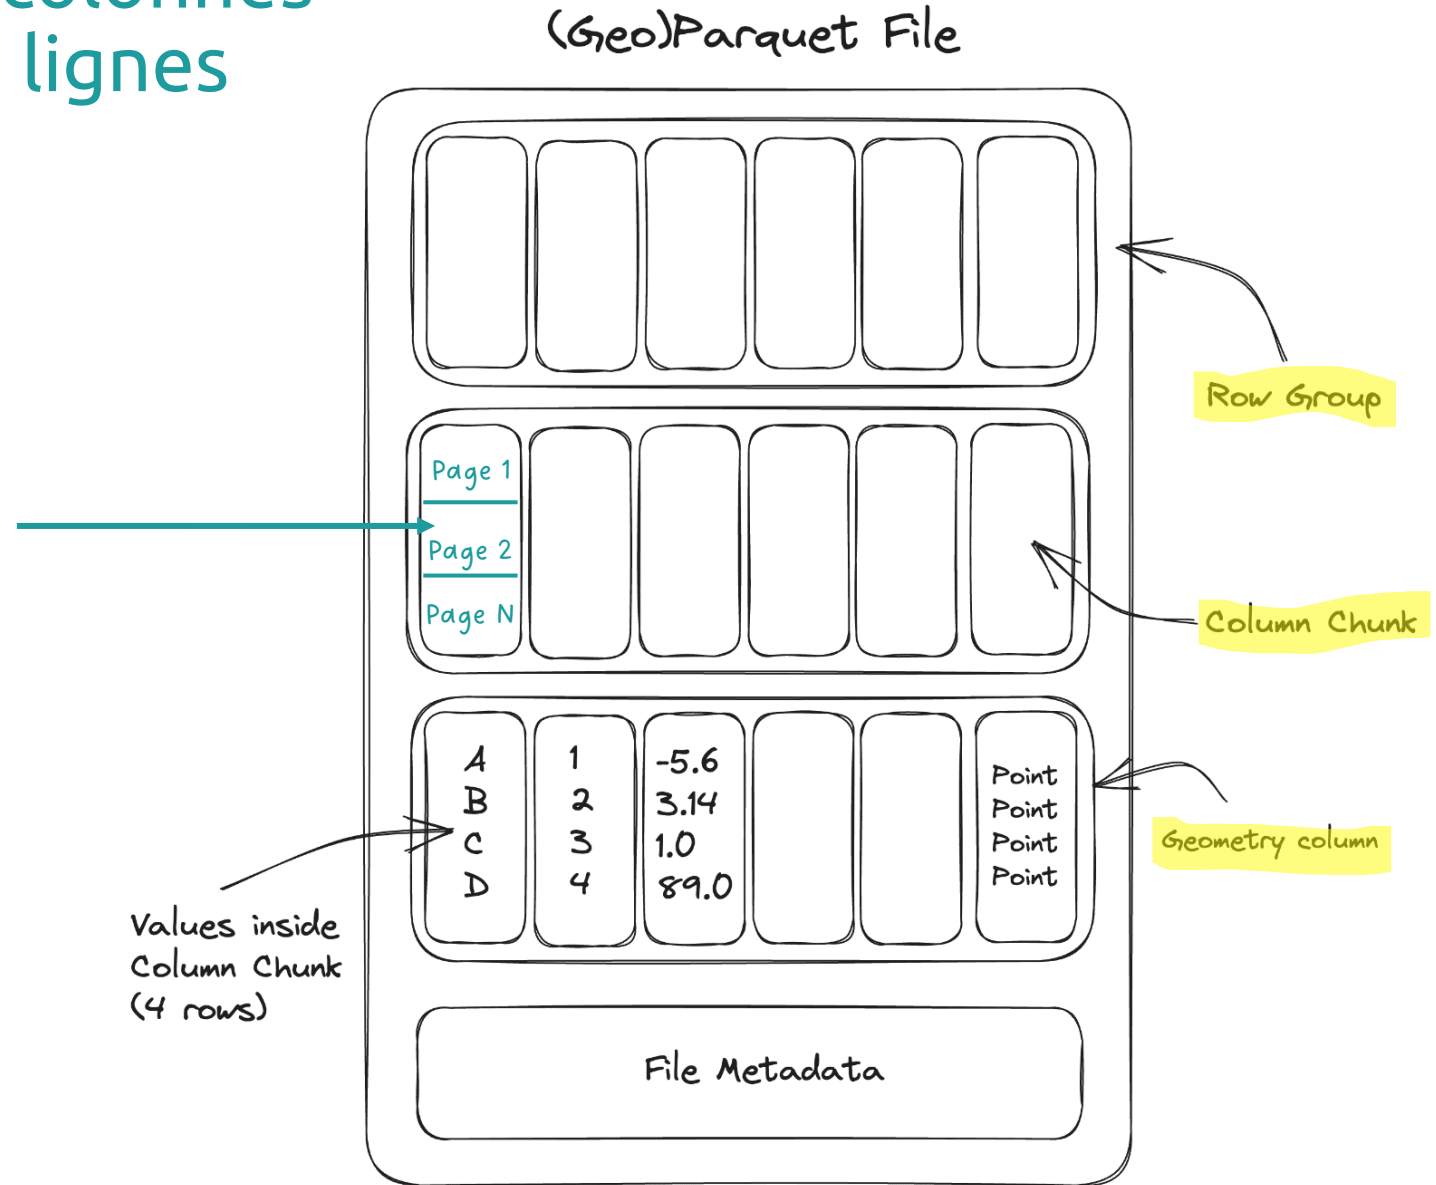 colonnes
lignes
(Geo)Parquet File
Row Group
Page 1
Page 2
Page N
Column Chunk
A
B
C
D
1
2
3
4
-5.6
3.14
1.0
89.0
Point
Point
Point
Point
Geometry column
Values inside
Column Chunk
(4 rows)
File Metadata